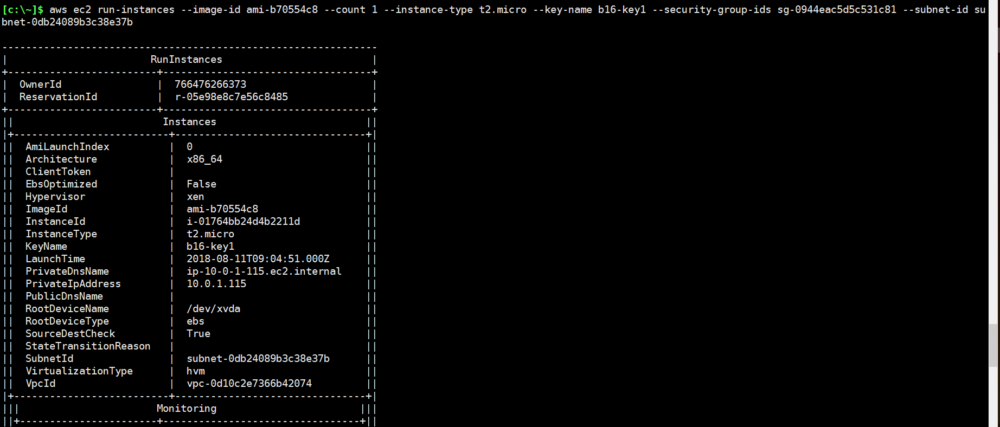 [c:\~]$ aws ec2 run-instances --image-id ami-b70554c8 --count 1 --instance-type t2.micro --key-name b16-key1 --security-group-ids sg-0944eac5d5c531c81 --subnet-id su
bnet-0db24089b3c38e37b
---------------------------------------------------------------
|                        RunInstances                         |
+-------------------------+-----------------------------------+
|  OwnerId                |  766476266373                     |
|  ReservationId          |  r-05e98e8c7e56c8485              |
+-------------------------+-----------------------------------+
||                         Instances                         ||
|+--------------------------+--------------------------------+|
||  AmiLaunchIndex          |  0                             ||
||  Architecture            |  x86_64                        ||
||  ClientToken             |                                ||
||  EbsOptimized            |  False                         ||
||  Hypervisor              |  xen                           ||
||  ImageId                 |  ami-b70554c8                  ||
||  InstanceId              |  i-01764bb24d4b2211d           ||
||  InstanceType            |  t2.micro                      ||
||  KeyName                 |  b16-key1                      ||
||  LaunchTime              |  2018-08-11T09:04:51.000Z      ||
||  PrivateDnsName          |  ip-10-0-1-115.ec2.internal    ||
||  PrivateIpAddress        |  10.0.1.115                    ||
||  PublicDnsName           |                                ||
||  RootDeviceName          |  /dev/xvda                     ||
||  RootDeviceType          |  ebs                           ||
||  SourceDestCheck         |  True                          ||
||  StateTransitionReason   |                                ||
||  SubnetId                |  subnet-0db24089b3c38e37b      ||
||  VirtualizationType      |  hvm                           ||
||  VpcId                   |  vpc-0d10c2e7366b42074         ||
|+--------------------------+--------------------------------+|
|||                       Monitoring                        |||
||+-----------------------+---------------------------------+||